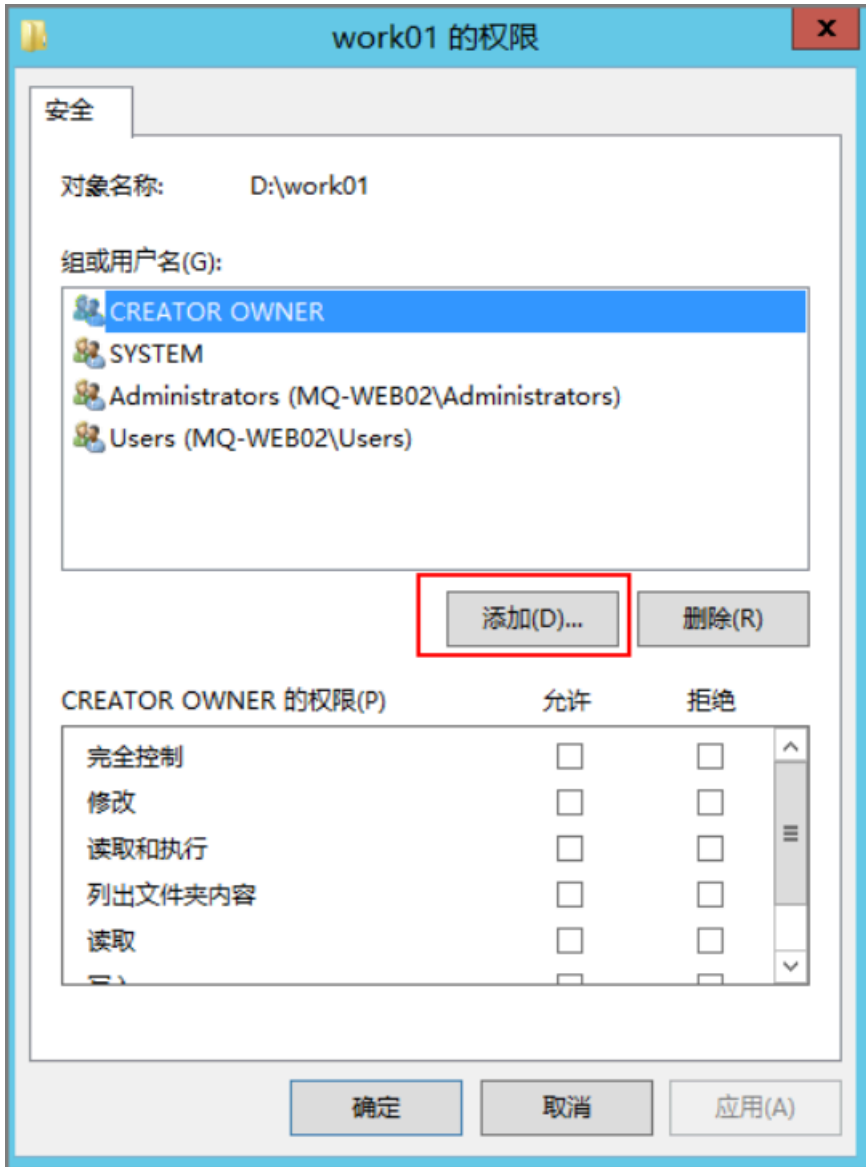 work01 的权限
安全
对象名称: D:\work01
组或用户名(G):
CREATOR OWNER
SYSTEM
Administrators (MQ-WEB02\Administrators)
Users (MQ-WEB02\Users)
添加(D)... 删除(R)
CREATOR OWNER 的权限(P) 允许 拒绝
完全控制
修改
读取和执行
列出文件夹内容
读取
确定 取消 应用(A)